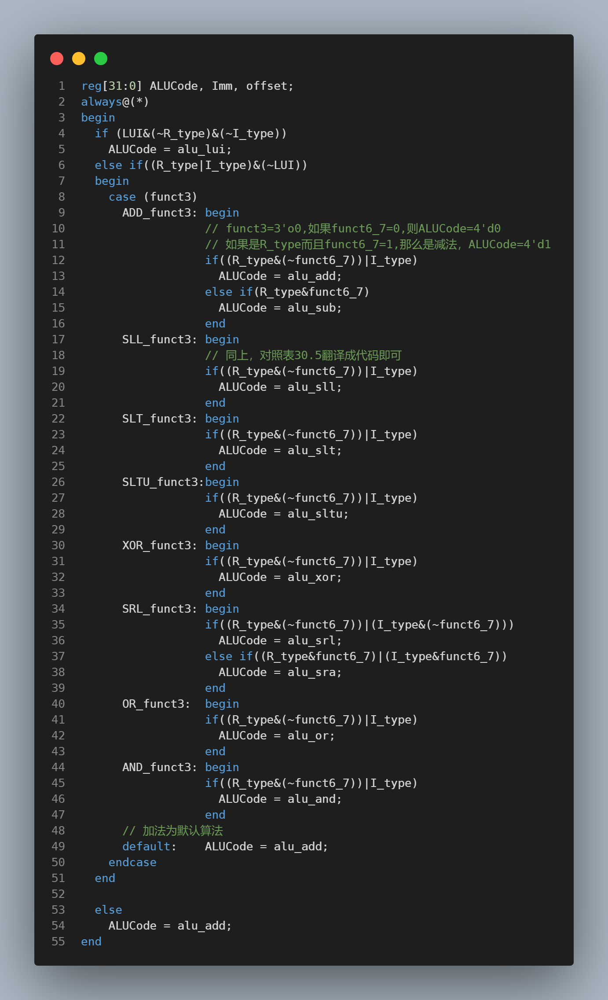 1 reg[31:0] ALUCode, Imm, offset;
2 always@(*)
3 begin
4   if (LUI&(~R_type)&(~I_type))
5     ALUCode = alu_lui;
6   else if((R_type|I_type)&(~LUI))
7   begin
8     case (funct3)
9       ADD_funct3: begin
10                   // funct3=3'o0,如果funct6_7=0,则ALUCode=4'd0
11                   // 如果是R_type而且funct6_7=1,那么是减法，ALUCode=4'd1
12                   if((R_type&(~funct6_7))|I_type)
13                     ALUCode = alu_add;
14                   else if(R_type&funct6_7)
15                     ALUCode = alu_sub;
16                   end
17       SLL_funct3: begin
18                   // 同上，对照表30.5翻译成代码即可
19                   if((R_type&(~funct6_7))|I_type)
20                     ALUCode = alu_sll;
21                   end
22       SLT_funct3: begin
23                   if((R_type&(~funct6_7))|I_type)
24                     ALUCode = alu_slt;
25                   end
26       SLTU_funct3:begin
27                   if((R_type&(~funct6_7))|I_type)
28                     ALUCode = alu_sltu;
29                   end
30       XOR_funct3: begin
31                   if((R_type&(~funct6_7))|I_type)
32                     ALUCode = alu_xor;
33                   end
34       SRL_funct3: begin
35                   if((R_type&(~funct6_7))|(I_type&(~funct6_7)))
36                     ALUCode = alu_srl;
37                   else if((R_type&funct6_7)|(I_type&funct6_7))
38                     ALUCode = alu_sra;
39                   end
40       OR_funct3:  begin
41                   if((R_type&(~funct6_7))|I_type)
42                     ALUCode = alu_or;
43                   end
44       AND_funct3: begin
45                   if((R_type&(~funct6_7))|I_type)
46                     ALUCode = alu_and;
47                   end
48       // 加法为默认算法
49       default:    ALUCode = alu_add;
50     endcase
51   end
52
53   else
54     ALUCode = alu_add;
55 end